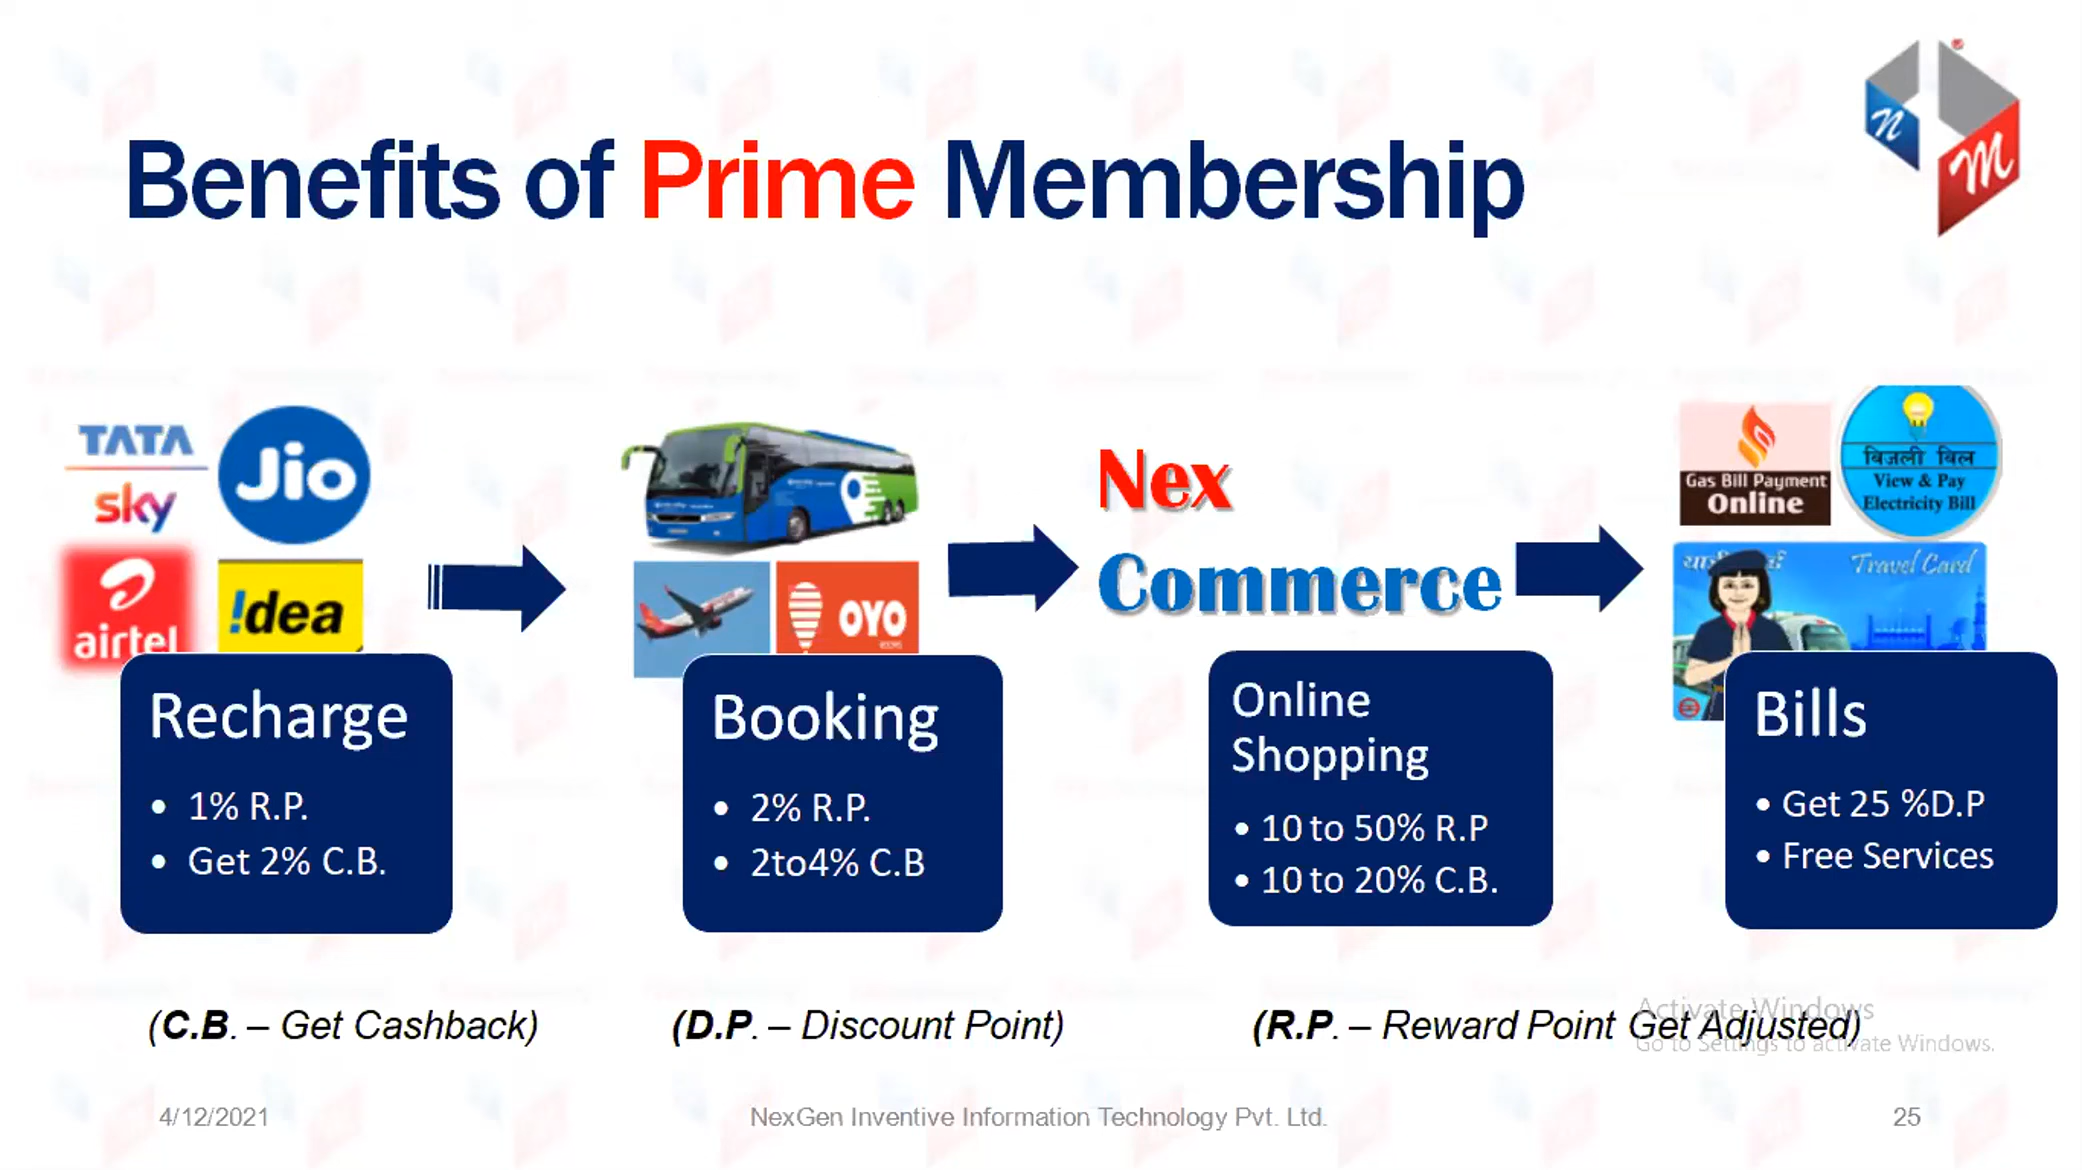 n
m
Benefits of Prime Membership
TATA
sky
Jio
airtel
!dea
OYO
ROOMS
Nex
Commerce
Gas Bill Payment
Online
बिजली बिल
View & Pay
Electricity Bill
Travel Card
Recharge
• 1% R.P.
• Get 2% C.B.
Booking
• 2% R.P.
• 2to4% C.B
Online
Shopping
• 10 to 50% R.P
• 10 to 20% C.B.
Bills
• Get 25 %D.P
• Free Services
(C.B. – Get Cashback)
(D.P. – Discount Point)
(R.P. – Reward Point Get Adjusted)
Activate Windows
Go to Settings to activate Windows.
4/12/2021
NexGen Inventive Information Technology Pvt. Ltd.
25